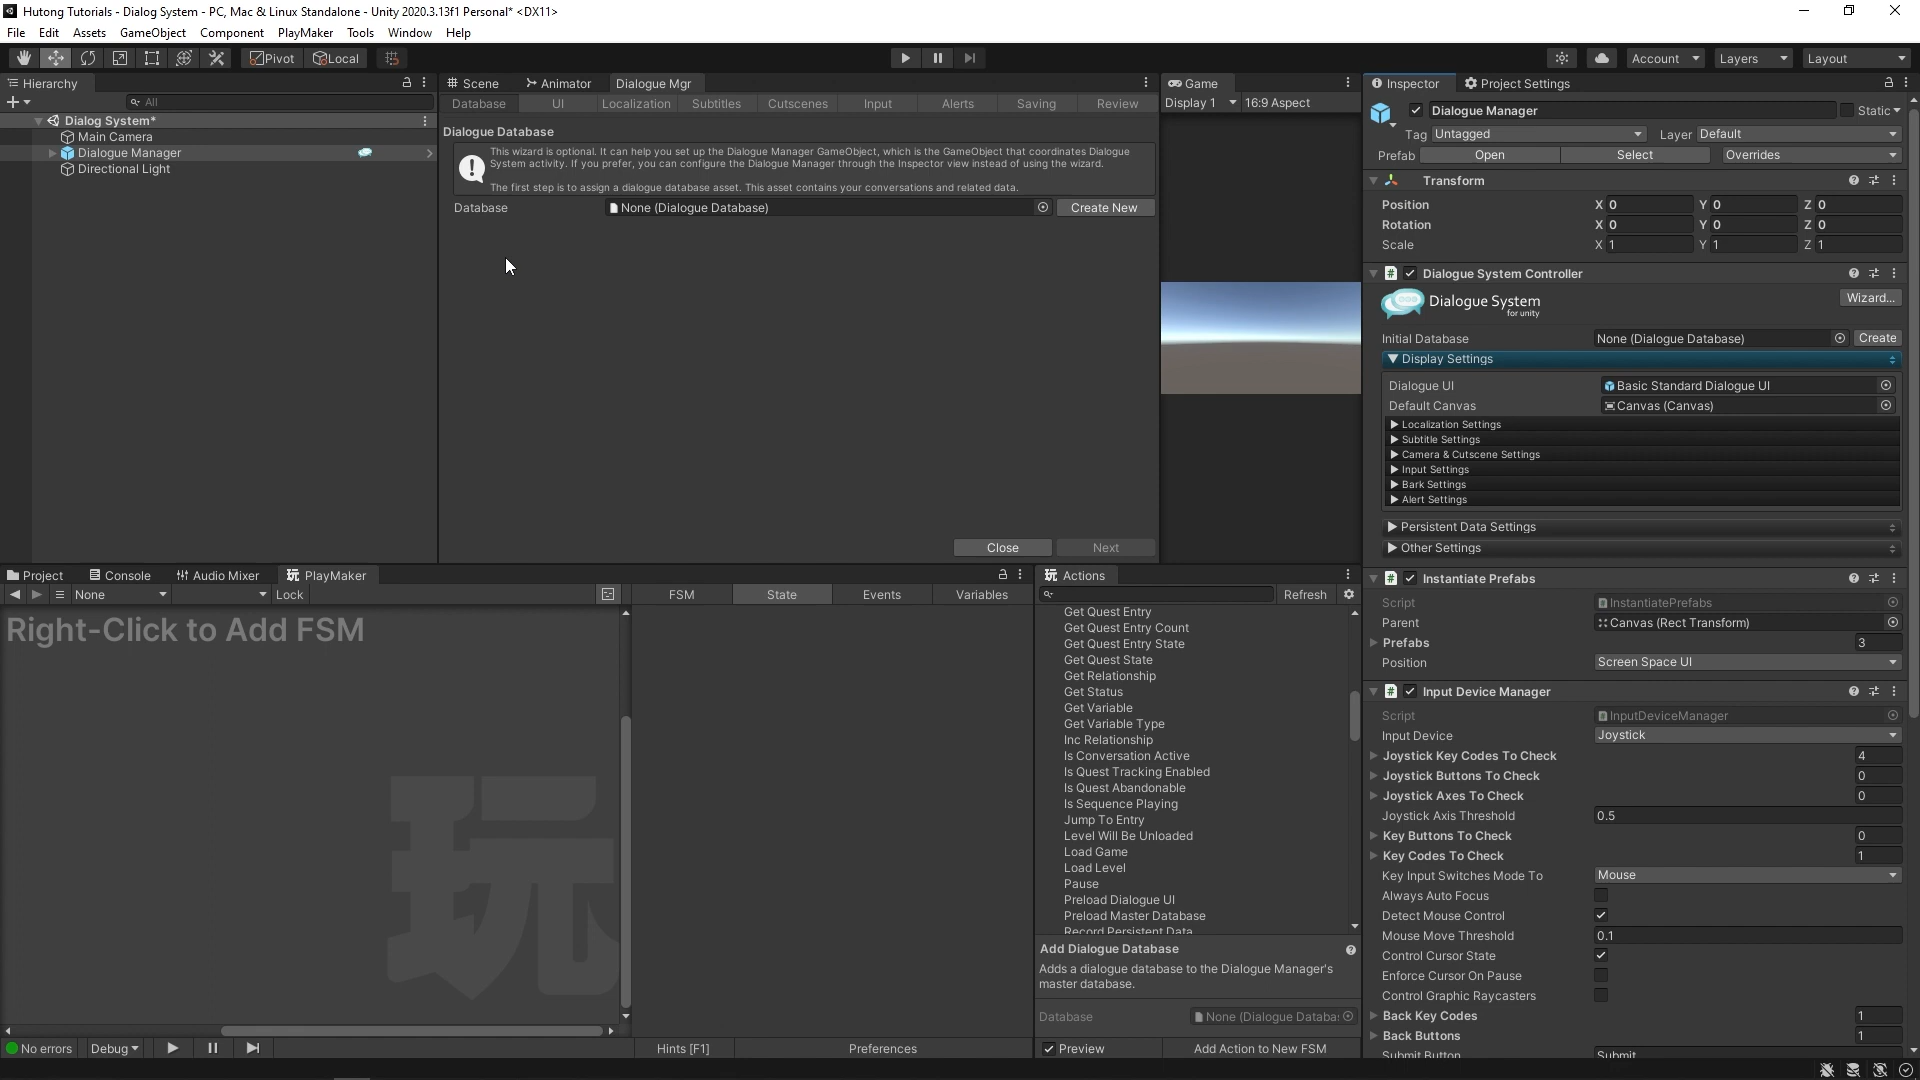 Hutong Tutorials - Dialog System - PC, Mac & Linux Standalone - Unity 2020.3.13f1 Personal* <DX11>
File Edit Assets GameObject Component PlayMaker Tools Window Help
Pivot Local Account Layers Layout
Hierarchy
All
Dialog System*
Main Camera
Dialogue Manager
Directional Light
Scene Animator Dialogue Mgr
Database UI Localization Subtitles Cutscenes Input Alerts Saving Review
Dialogue Database
This wizard is optional. It can help you set up the Dialogue Manager GameObject, which is the GameObject that coordinates Dialogue
System activity. If you prefer, you can configure the Dialogue Manager through the Inspector view instead of using the wizard.
The first step is to assign a dialogue database asset. This asset contains your conversations and related data.
Database None (Dialogue Database) Create New
Close Next
Game
Display 1 16:9 Aspect
Inspector Project Settings
Dialogue Manager Static
Tag Untagged Layer Default
Prefab Open Select Overrides
Transform
Position X 0 Y 0 Z 0
Rotation X 0 Y 0 Z 0
Scale X 1 Y 1 Z 1
# Dialogue System Controller
Dialogue System
for unity
Wizard...
Initial Database None (Dialogue Database) Create
Display Settings
Dialogue UI Basic Standard Dialogue UI
Default Canvas Canvas (Canvas)
Localization Settings
Subtitle Settings
Camera & Cutscene Settings
Input Settings
Bark Settings
Alert Settings
Persistent Data Settings
Other Settings
# Instantiate Prefabs
Script InstantiatePrefabs
Parent Canvas (Rect Transform)
Prefabs 3
Position Screen Space UI
# Input Device Manager
Script InputDeviceManager
Input Device Joystick
Joystick Key Codes To Check 4
Joystick Buttons To Check 0
Joystick Axes To Check 0
Joystick Axis Threshold 0.5
Key Buttons To Check 0
Key Codes To Check 1
Key Input Switches Mode To Mouse
Always Auto Focus
Detect Mouse Control
Mouse Move Threshold 0.1
Control Cursor State
Enforce Cursor On Pause
Control Graphic Raycasters
Back Key Codes 1
Back Buttons 1
Submit Button Submit
Project Console Audio Mixer 玩 PlayMaker
None Lock
FSM State Events Variables
Right-Click to Add FSM
玩
No errors Debug
Hints [F1] Preferences
玩 Actions
Refresh
Get Quest Entry
Get Quest Entry Count
Get Quest Entry State
Get Quest State
Get Relationship
Get Status
Get Variable
Get Variable Type
Inc Relationship
Is Conversation Active
Is Quest Tracking Enabled
Is Quest Abandonable
Is Sequence Playing
Jump To Entry
Level Will Be Unloaded
Load Game
Load Level
Pause
Preload Dialogue UI
Preload Master Database
Record Persistent Data
Add Dialogue Database
Adds a dialogue database to the Dialogue Manager's
master database.
Database None (Dialogue Databa
Preview Add Action to New FSM